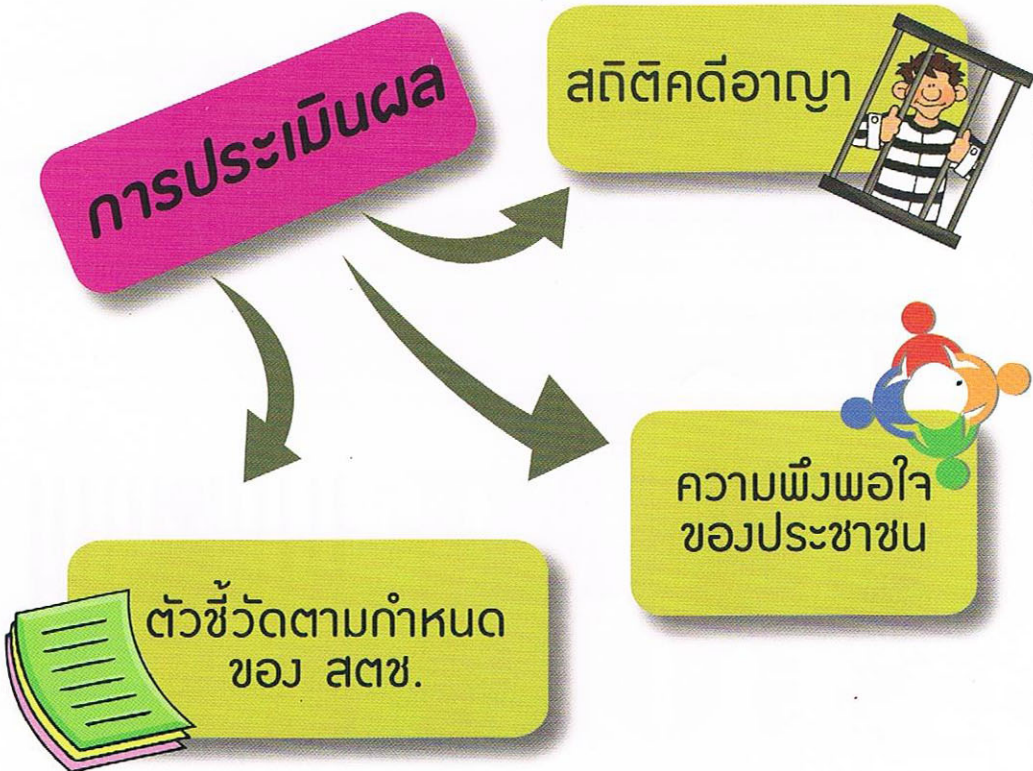 การประเมินผล
สถิติคดีอาญา
ความพึงพอใจ
ของประชาชน
ตัวชี้วัดตามกำหนด
ของ สตช.